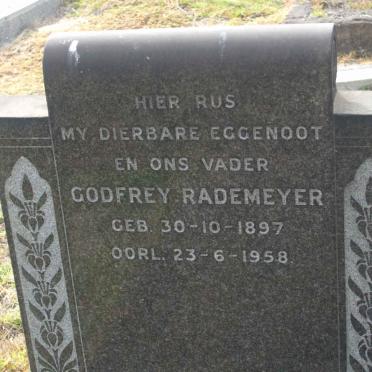 HIER RUS
MY DIERBARE EGGENOOT
EN ONS VADER
GODFREY RADEMEYER
GEB. 30-10-1897
OORL. 23-6-1958.